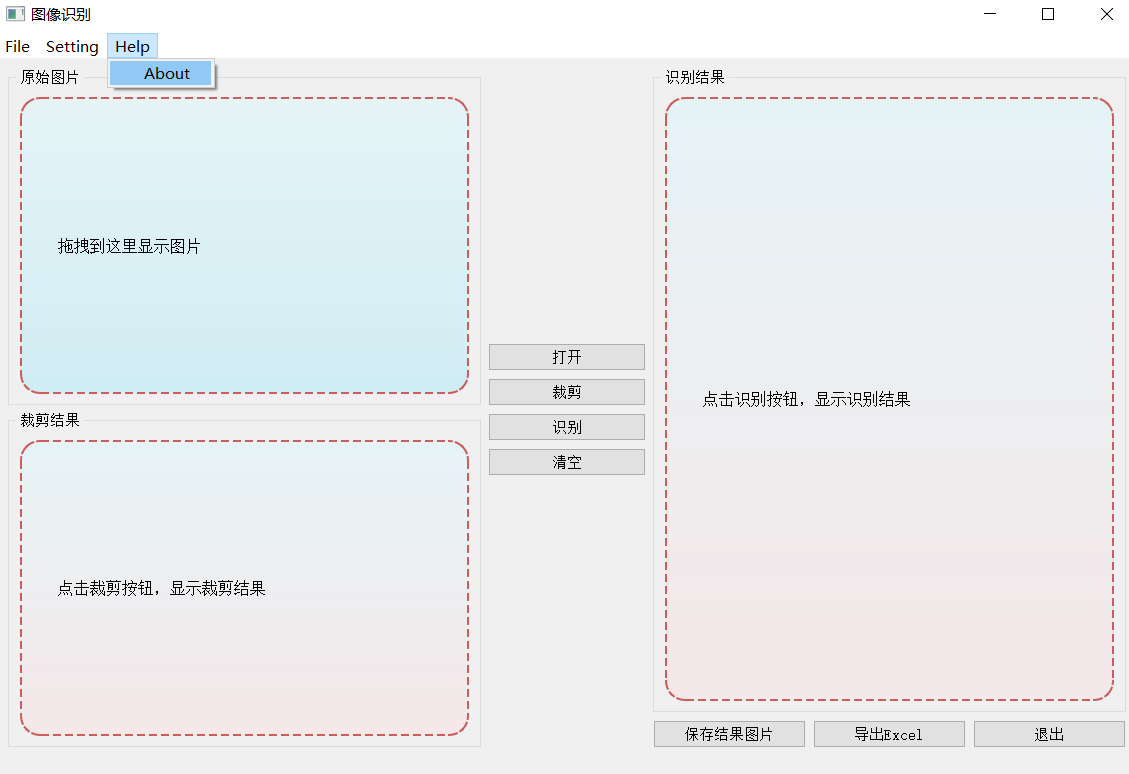 图像识别
File Setting Help
About
原始图片
拖拽到这里显示图片
裁剪结果
点击裁剪按钮，显示裁剪结果
打开
裁剪
识别
清空
识别结果
点击识别按钮，显示识别结果
保存结果图片 导出Excel 退出